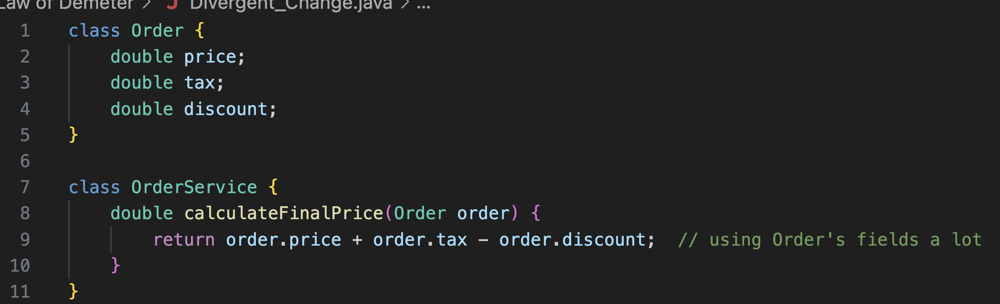 Law of Demeter > J Divergent_Change.java > ...
1 class Order {
2     double price;
3     double tax;
4     double discount;
5 }
6
7 class OrderService {
8     double calculateFinalPrice(Order order) {
9         return order.price + order.tax - order.discount;  // using Order's fields a lot
10     }
11 }